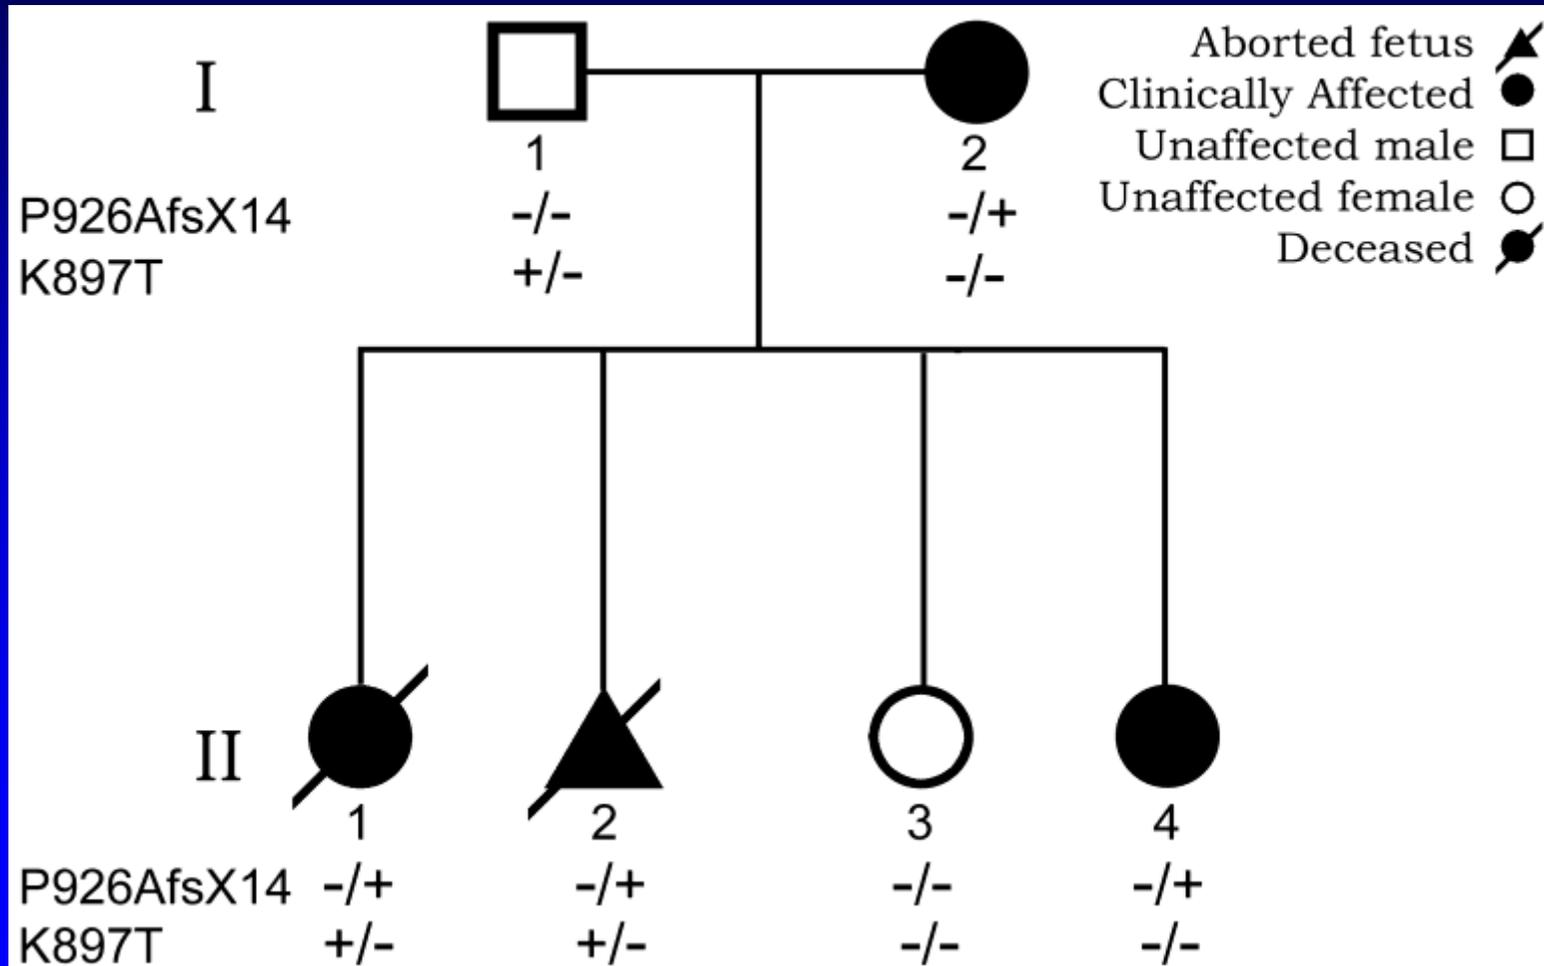 I
1
2
P926AfsX14 -/- -/+
K897T +/- -/-
Aborted fetus
Clinically Affected
Unaffected male
Unaffected female
Deceased
II
1 2 3 4
P926AfsX14 -/+ -/+ -/- -/+
K897T +/- +/- -/- -/-